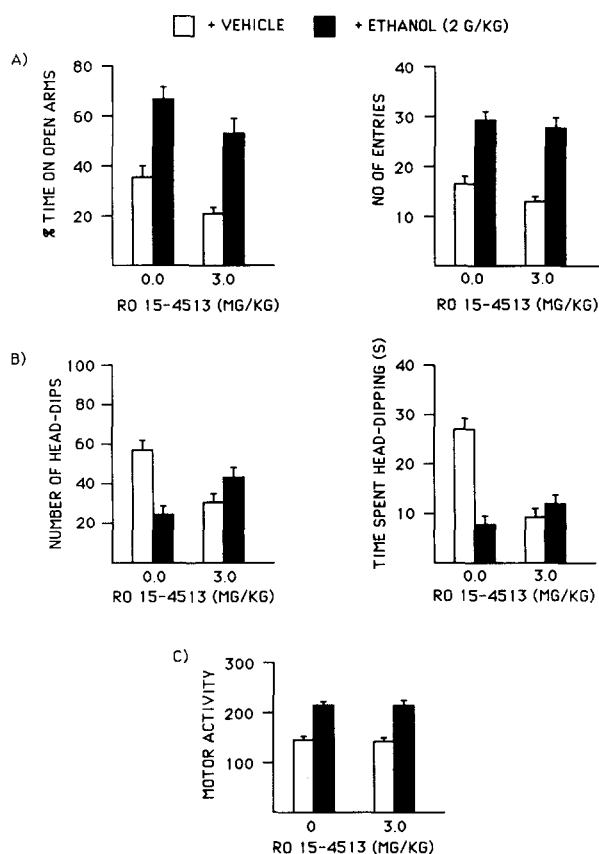 + VEHICLE + ETHANOL (2 G/KG)
A)
% TIME ON OPEN ARMS
80
60
40
20
0.0 3.0
RO 15-4513 (MG/KG)
NO OF ENTRIES
40
30
20
10
0.0 3.0
RO 15-4513 (MG/KG)
B)
NUMBER OF HEAD-DIPS
100
80
60
40
20
0.0 3.0
RO 15-4513 (MG/KG)
TIME SPENT HEAD-DIPPING (S)
40
30
20
10
0.0 3.0
RO 15-4513 (MG/KG)
C)
MOTOR ACTIVITY
300
200
100
0 3.0
RO 15-4513 (MG/KG)